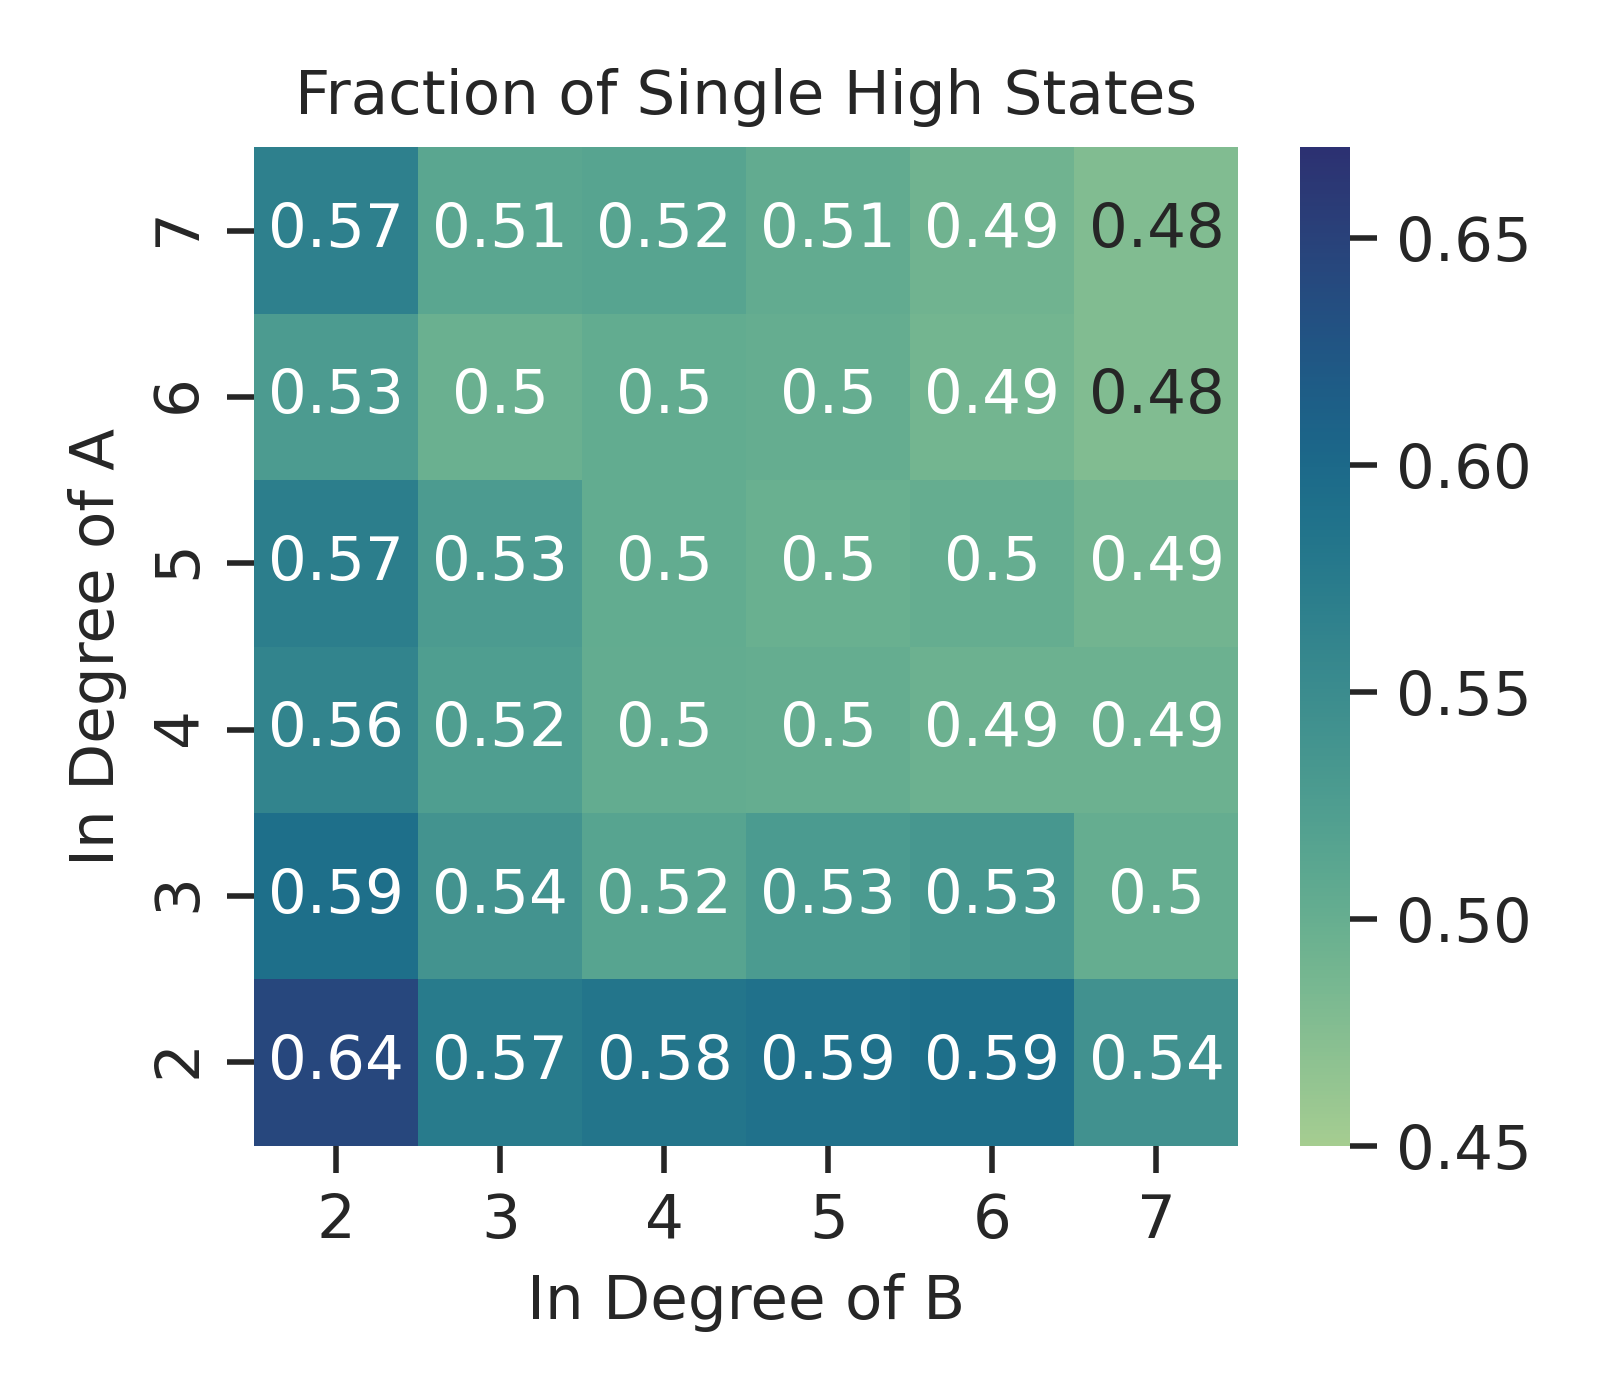 Fraction of Single High States
7 0.57 0.51 0.52 0.51 0.49 0.48
6 0.53 0.5 0.5 0.5 0.49 0.48
5 0.57 0.53 0.5 0.5 0.5 0.49
4 0.56 0.52 0.5 0.5 0.49 0.49
3 0.59 0.54 0.52 0.53 0.53 0.5
2 0.64 0.57 0.58 0.59 0.59 0.54
2 3 4 5 6 7
In Degree of B
In Degree of A
0.65
0.60
0.55
0.50
0.45